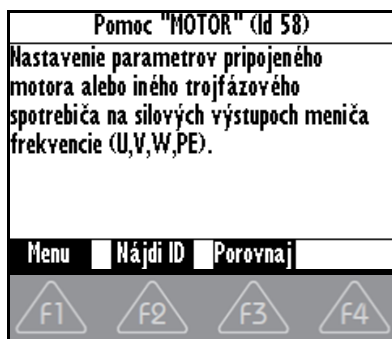 Pomoc "MOTOR" (Id 58)
Nastavenie parametrov pripojeného
motora alebo iného trojfázového
spotrebiča na silových výstupoch meniča
frekvencie (U,V,W,PE).
Menu Nájdi ID Porovnaj
F1 F2 F3 F4